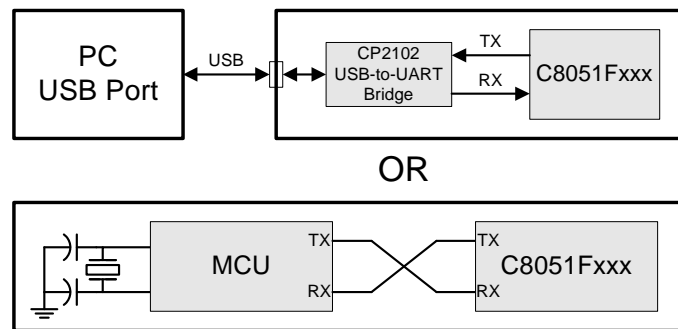 PC
USB Port
USB
CP2102
USB-to-UART
Bridge
TX
RX
C8051Fxxx
OR
MCU
TX
RX
TX
RX
C8051Fxxx